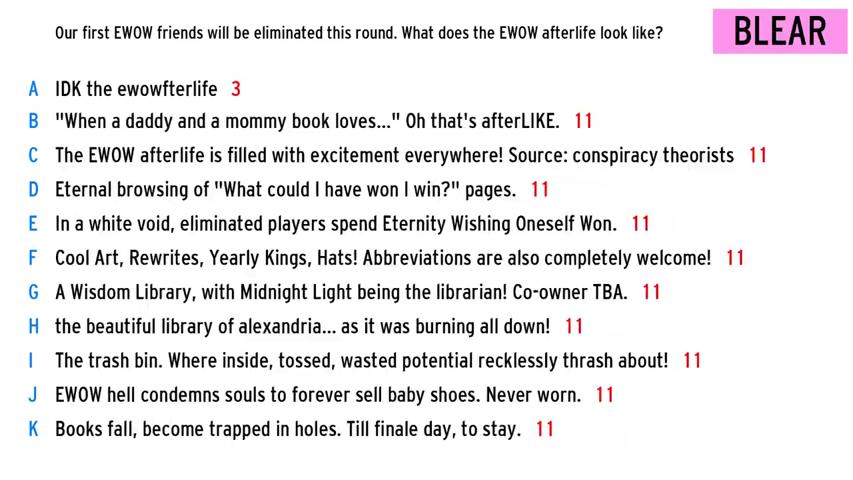 Our first EWOW friends will be eliminated this round. What does the EWOW afterlife look like?
BLEAR
A IDK the ewowfterlife 3
B "When a daddy and a mommy book loves..." Oh that's afterLIKE. 11
C The EWOW afterlife is filled with excitement everywhere! Source: conspiracy theorists 11
D Eternal browsing of "What could I have won I win?" pages. 11
E In a white void, eliminated players spend Eternity Wishing Oneself Won. 11
F Cool Art, Rewrites, Yearly Kings, Hats! Abbreviations are also completely welcome! 11
G A Wisdom Library, with Midnight Light being the librarian! Co-owner TBA. 11
H the beautiful library of alexandria... as it was burning all down! 11
I The trash bin. Where inside, tossed, wasted potential recklessly thrash about! 11
J EWOW hell condemns souls to forever sell baby shoes. Never worn. 11
K Books fall, become trapped in holes. Till finale day, to stay. 11